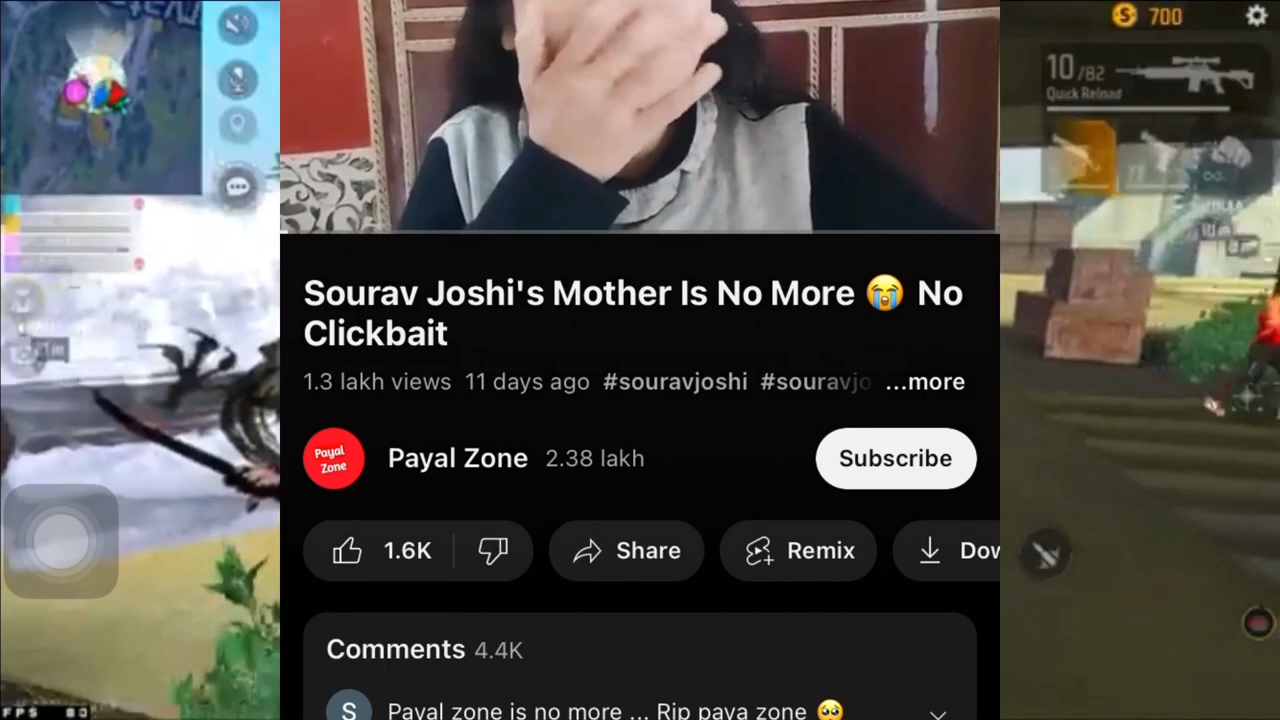 700
10/82
Quick Reload
Sourav Joshi's Mother Is No More 😭 No
Clickbait
1.3 lakh views 11 days ago #souravjoshi #souravjo ...more
Payal
Zone
Payal Zone 2.38 lakh
Subscribe
1.6K
Share
Remix
Dow
Comments 4.4K
S
Payal zone is no more ... Rip paya zone 🥺
FPS